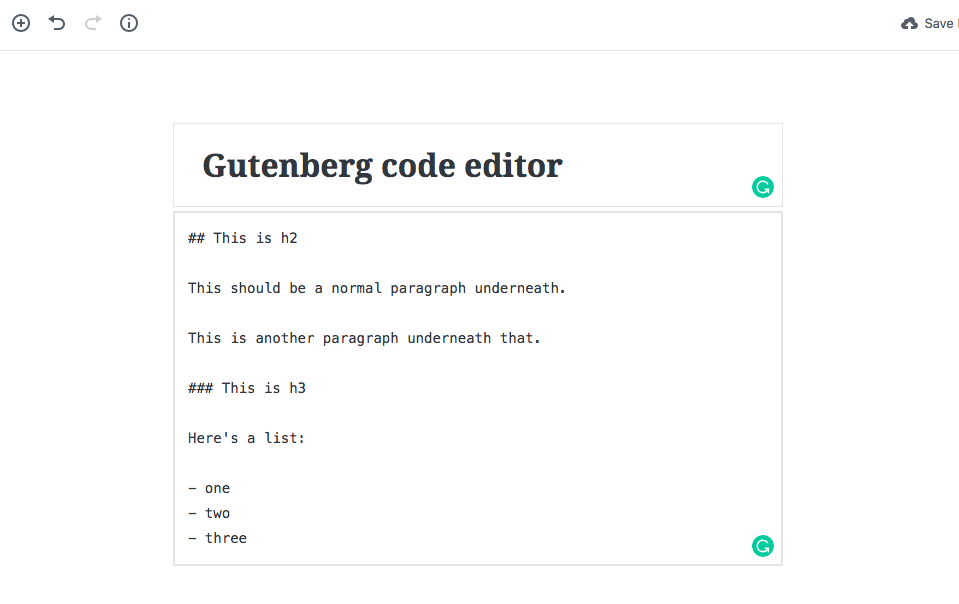 Save
Gutenberg code editor
## This is h2
This should be a normal paragraph underneath.
This is another paragraph underneath that.
### This is h3
Here's a list:
- one
- two
- three